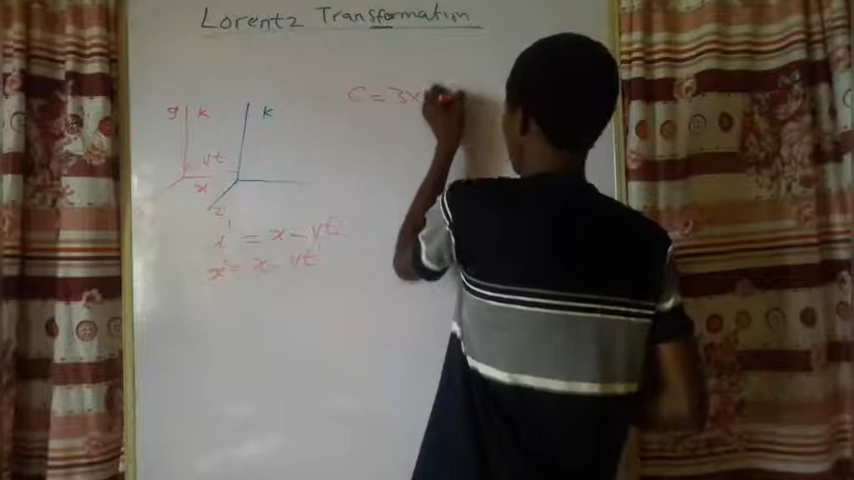 Lorentz Transformation
C = 3x
y K K
vt
x
z'
x' = x - vt
x' = x - vt